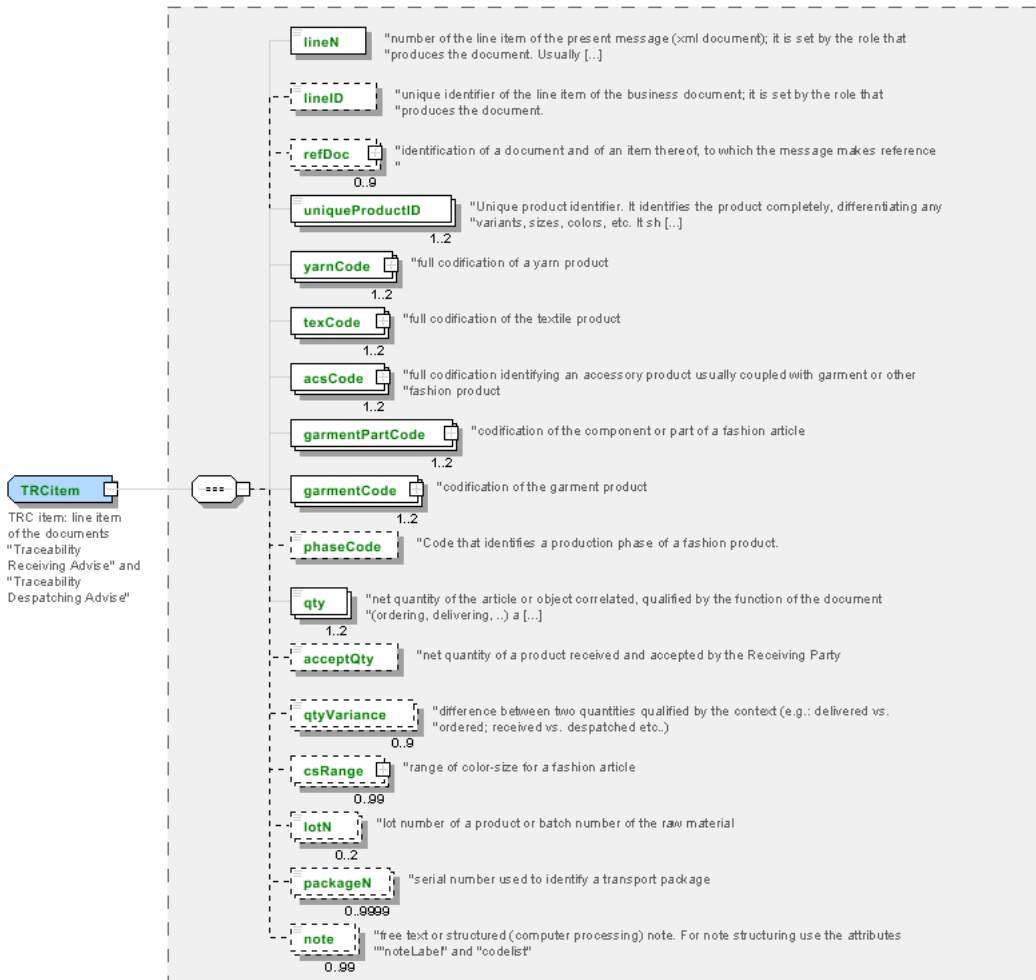 lineN
"number of the line item of the present message (xml document); it is set by the role that
"produces the document. Usually [...]
lineID
"unique identifier of the line item of the business document; it is set by the role that
"produces the document.
refDoc
"identification of a document and of an item thereof, to which the message makes reference
"
0..9
uniqueProductID
"Unique product identifier. It identifies the product completely, differentiating any
"variants, sizes, colors, etc. It sh [...]
1..2
yarnCode
"full codification of a yarn product
1..2
texCode
"full codification of the textile product
1..2
acsCode
"full codification identifying an accessory product usually coupled with garment or other
"fashion product
1..2
garmentPartCode
"codification of the component or part of a fashion article
1..2
TRCitem
TRC item: line item
of the documents
"Traceability
Receiving Advise" and
"Traceability
Despatching Advise"
garmentCode
"codification of the garment product
1..2
phaseCode
"Code that identifies a production phase of a fashion product.
qty
"net quantity of the article or object correlated, qualified by the function of the document
"(ordering, delivering, ..) a [...]
1..2
acceptQty
"net quantity of a product received and accepted by the Receiving Party
qtyVariance
"difference between two quantities qualified by the context (e.g.: delivered vs.
"ordered; received vs. despatched etc..)
0..9
csRange
"range of color-size for a fashion article
0..99
lotN
"lot number of a product or batch number of the raw material
0..2
packageN
"serial number used to identify a transport package
0..9999
note
"free text or structured (computer processing) note. For note structuring use the attributes
""noteLabel" and "codelist"
0..99